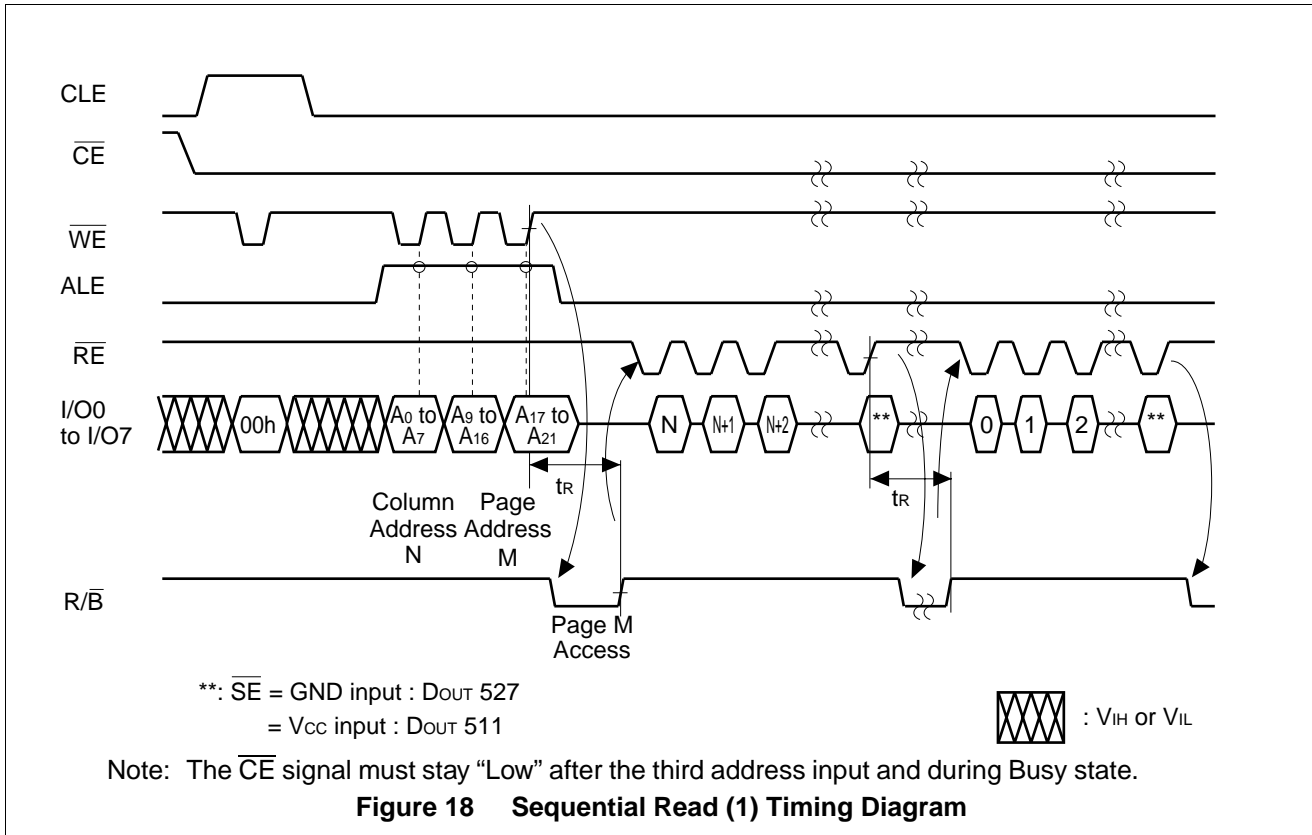 CLE
CE
WE
ALE
RE
I/O0
to I/O7
00h
A0 to
A7
A9 to
A16
A17 to
A21
N
N+1
N+2
**
0
1
2
**
tR
tR
Column
Address
N
Page
Address
M
R/B
Page M
Access
**: SE = GND input : DOUT 527
= VCC input : DOUT 511
: VIH or VIL
Note: The CE signal must stay “Low” after the third address input and during Busy state.
Figure 18 Sequential Read (1) Timing Diagram